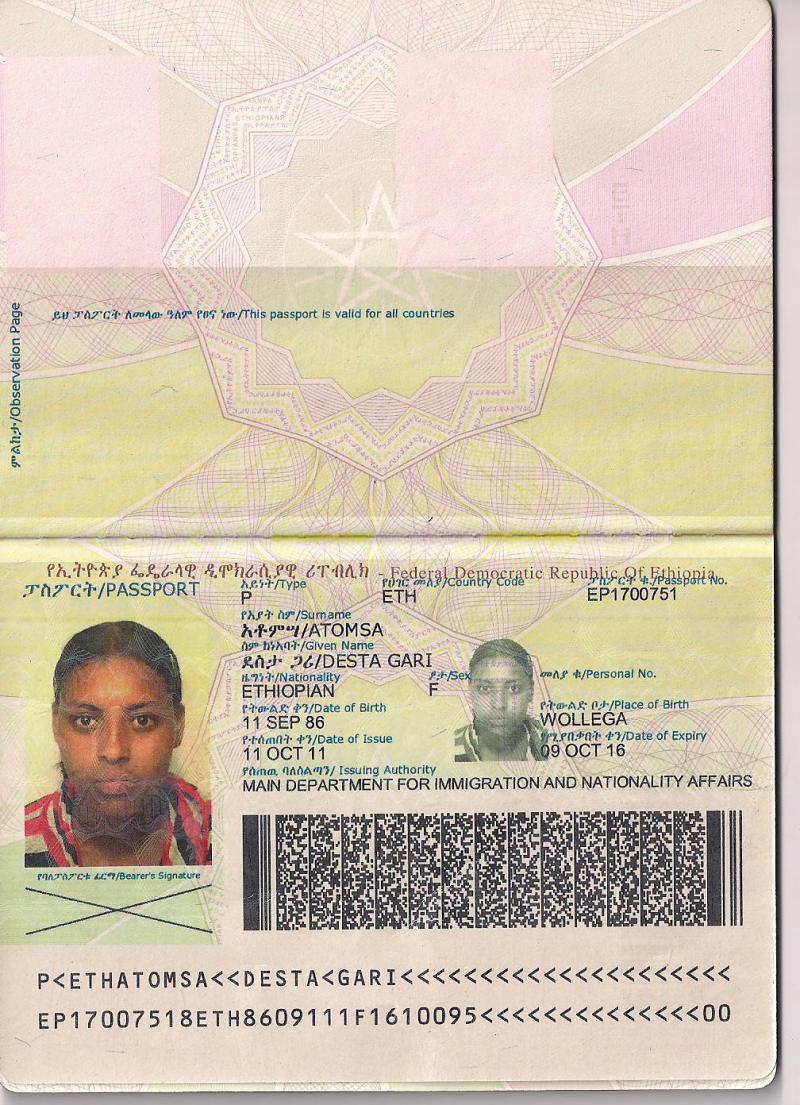 ይህ ፓስፖርት ለመላው ዓለም የፀና ነው/This passport is valid for all countries
ምልከታ/Observation Page
የኢትዮጵያ ፌዴራላዊ ዲሞክራሲያዊ ሪፐብሊክ - Federal Democratic Republic Of Ethiopia
ፓስፖርት/PASSPORT
አይነት/Type
የሀገር መለያ/Country Code
ፓስፖርት ቁ./Passport No.
P
ETH
EP1700751
የአያት ስም/Surname
አቶምሣ/ATOMSA
ስም ከነአባት/Given Name
ደስታ ጋሪ/DESTA GARI
ዜግነት/Nationality
ፆታ/Sex
መለያ ቁ/Personal No.
ETHIOPIAN
F
የትውልድ ቀን/Date of Birth
የትውልድ ቦታ/Place of Birth
11 SEP 86
WOLLEGA
የተሰጠበት ቀን/Date of Issue
የሚያበቃበት ቀን/Date of Expiry
11 OCT 11
09 OCT 16
የሰጠዉ ባለስልጣን/ Issuing Authority
MAIN DEPARTMENT FOR IMMIGRATION AND NATIONALITY AFFAIRS
የባለፓስፖርቱ ፊርማ/Bearer's Signature
P<ETHATOMSA<<DESTA<GARI<<<<<<<<<<<<<<<<<<<<<
EP17007518ETH8609111F1610095<<<<<<<<<<<<<<00